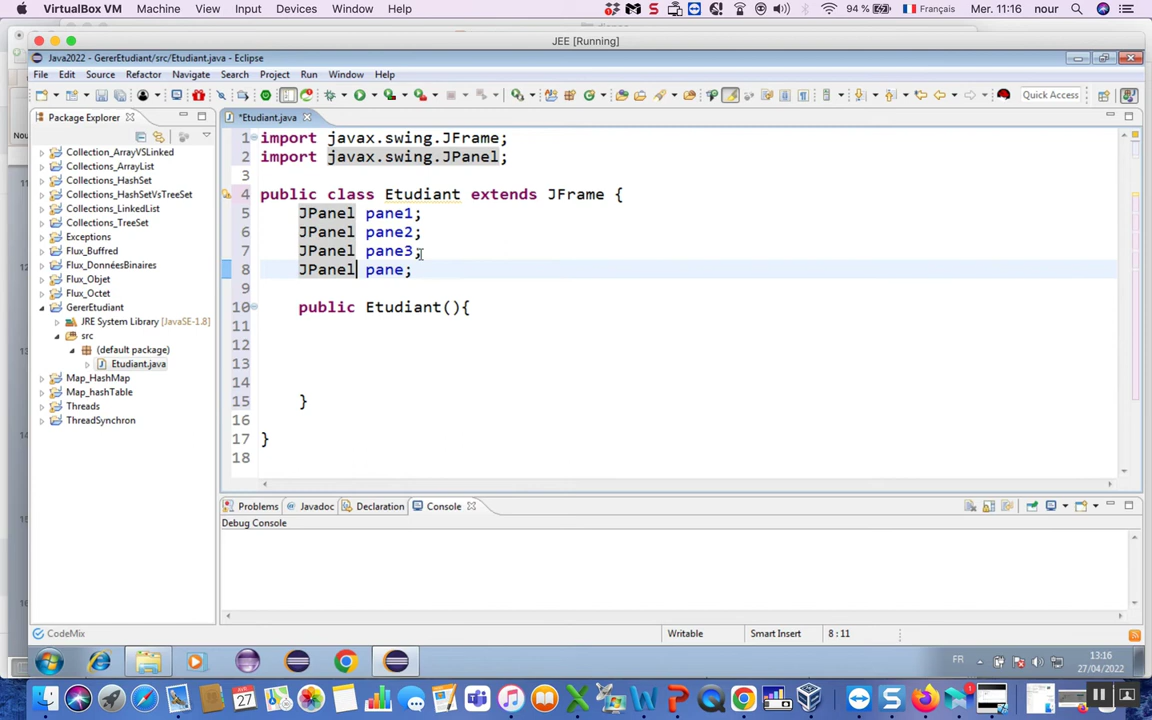 VirtualBox VM Machine View Input Devices Window Help 94 % Français Mer. 11:16 nour
JEE [Running]
Java2022 - GererEtudiant/src/Etudiant.java - Eclipse
File Edit Source Refactor Navigate Search Project Run Window Help
Quick Access
Package Explorer
*Etudiant.java
Collection_ArrayVSLinked
Collections_ArrayList
Collections_HashSet
Collections_HashSetVsTreeSet
Collections_LinkedList
Collections_TreeSet
Exceptions
Flux_Buffred
Flux_DonnéesBinaires
Flux_Objet
Flux_Octet
GererEtudiant
JRE System Library [JavaSE-1.8]
src
(default package)
Etudiant.java
Map_HashMap
Map_hashTable
Threads
ThreadSynchron
1 import javax.swing.JFrame;
2 import javax.swing.JPanel;
3
4 public class Etudiant extends JFrame {
5 JPanel pane1;
6 JPanel pane2;
7 JPanel pane3;
8 JPanel pane;
9
10 public Etudiant(){
11
12
13
14
15 }
16
17 }
18
Problems Javadoc Declaration Console
Debug Console
CodeMix
Writable Smart Insert 8 : 11
FR 13:16
27/04/2022